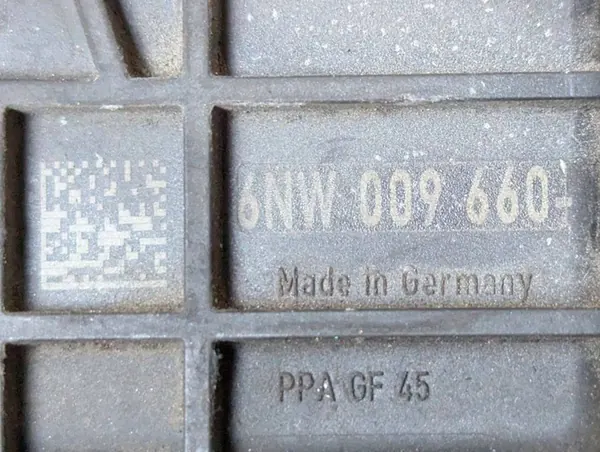 6NW 009 660-
Made in Germany
PPA GF 45